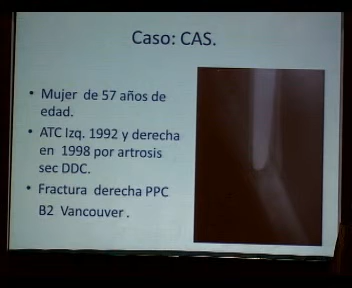 Caso: CAS.
• Mujer de 57 años de
edad.
• ATC Izq. 1992 y derecha
en 1998 por artrosis
sec DDC.
• Fractura derecha PPC
B2 Vancouver .